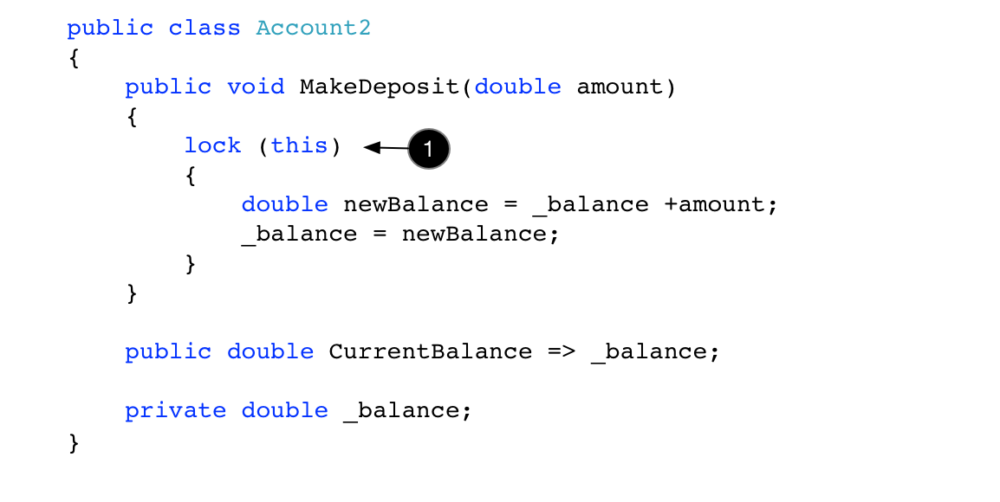 public class Account2
{
    public void MakeDeposit(double amount)
    {
        lock (this) 1
        {
            double newBalance = _balance +amount;
            _balance = newBalance;
        }
    }

    public double CurrentBalance => _balance;

    private double _balance;
}